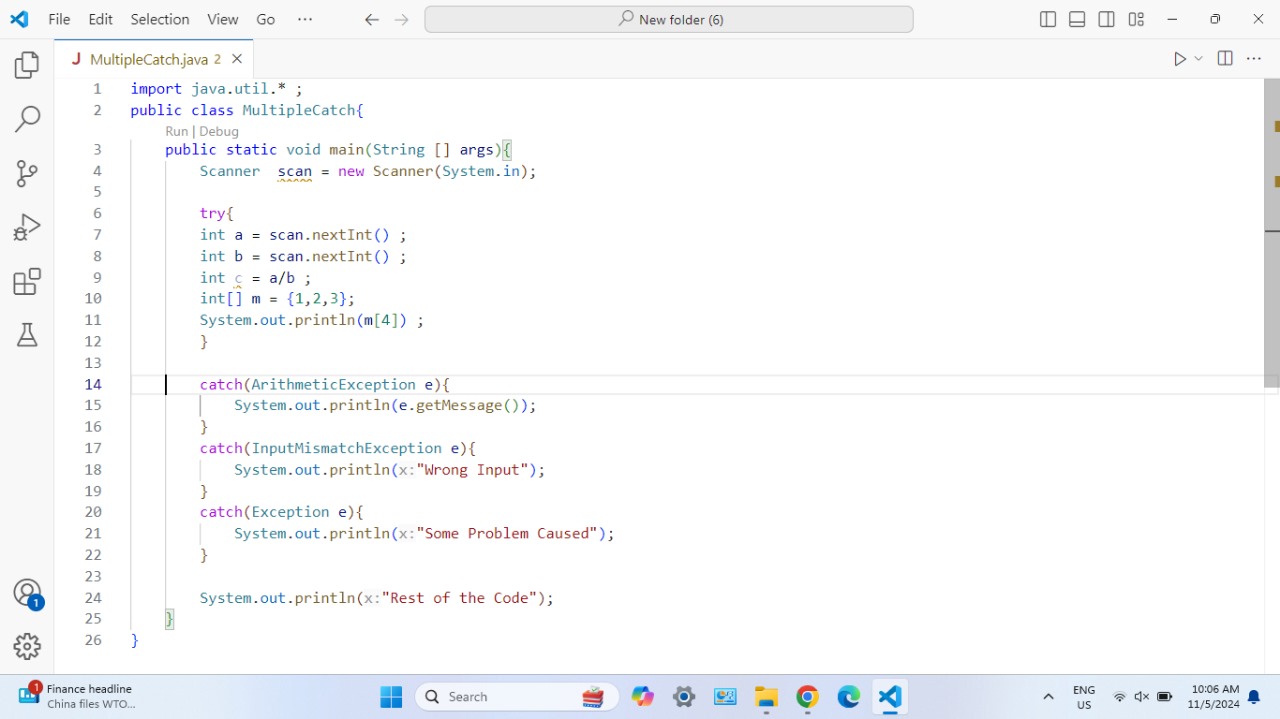 File Edit Selection View Go ··· ← → New folder (6)
J MultipleCatch.java 2 ×
1 import java.util.* ;
2 public class MultipleCatch{
Run | Debug
3 public static void main(String [] args){
4 Scanner  scan = new Scanner(System.in);
5
6 try{
7 int a = scan.nextInt() ;
8 int b = scan.nextInt() ;
9 int c = a/b ;
10 int[] m = {1,2,3};
11 System.out.println(m[4]) ;
12 }
13
14 catch(ArithmeticException e){
15 System.out.println(e.getMessage());
16 }
17 catch(InputMismatchException e){
18 System.out.println(x:"Wrong Input");
19 }
20 catch(Exception e){
21 System.out.println(x:"Some Problem Caused");
22 }
23
24 System.out.println(x:"Rest of the Code");
25 }
26 }
1
1
Finance headline
China files WTO...
Search
ENG
US
10:06 AM
11/5/2024